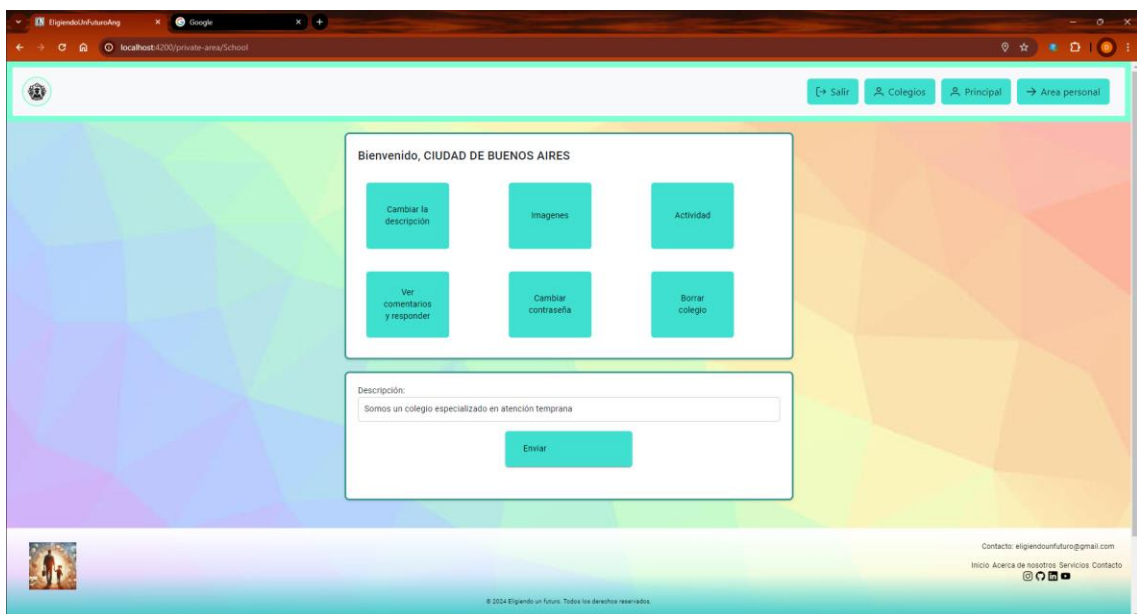 EligiendoUnFuturoAng
Google
localhost:4200/private-area/School
Salir
Colegios
Principal
Area personal
Bienvenido, CIUDAD DE BUENOS AIRES
Cambiar la
descripción
Imagenes
Actividad
Ver
comentarios
y responder
Cambiar
contraseña
Borrar
colegio
Descripción:
Somos un colegio especializado en atención temprana
Enviar
Contacto: eligiendounfuturo@gmail.com
Inicio Acerca de nosotros Servicios Contacto
© 2024 Eligiendo un futuro. Todos los derechos reservados.